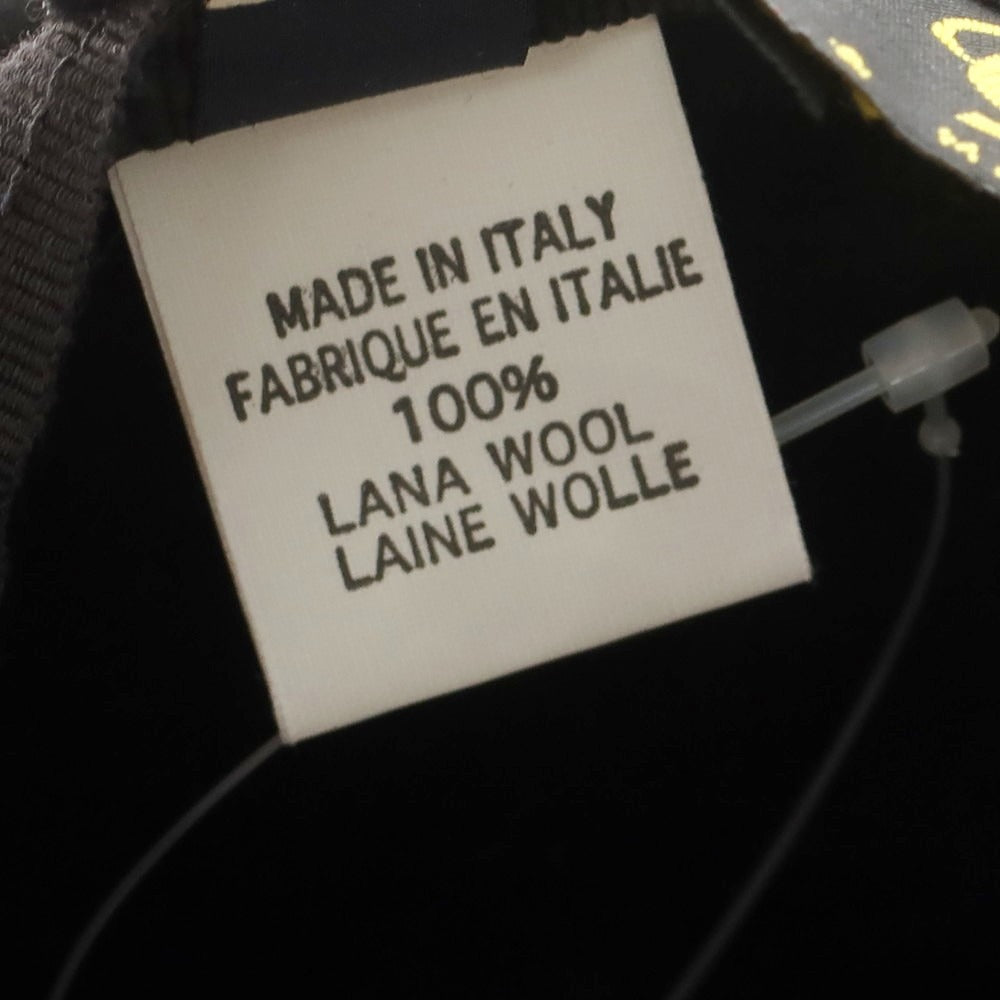 MADE IN ITALY
FABRIQUE EN ITALIE
100%
LANA WOOL
LAINE WOLLE